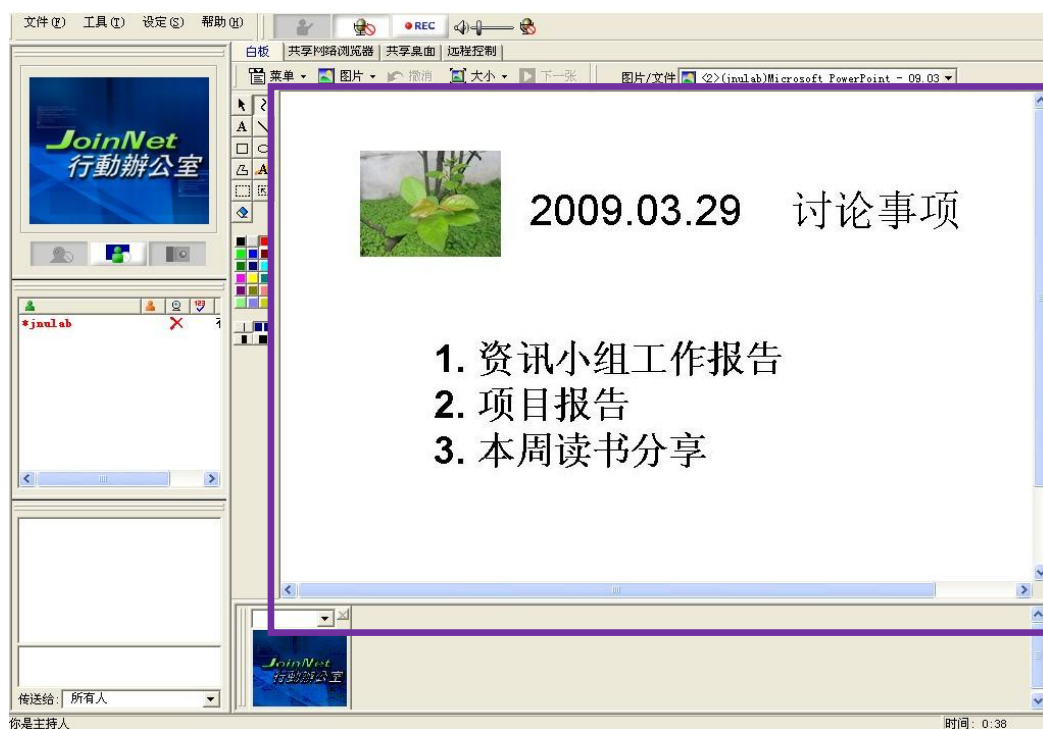 文件(F) 工具(T) 设定(S) 帮助(H)
REC
白板 共享网络浏览器 共享桌面 远程控制
菜单 图片 撤消 大小 下一张 图片/文件 <2>(jnulab)Microsoft PowerPoint - 09.03
JoinNet
行動辦公室
2009.03.29 讨论事项
*jnulab
1. 资讯小组工作报告
2. 项目报告
3. 本周读书分享
JoinNet
行動辦公室
传送给: 所有人
你是主持人
时间: 0:38